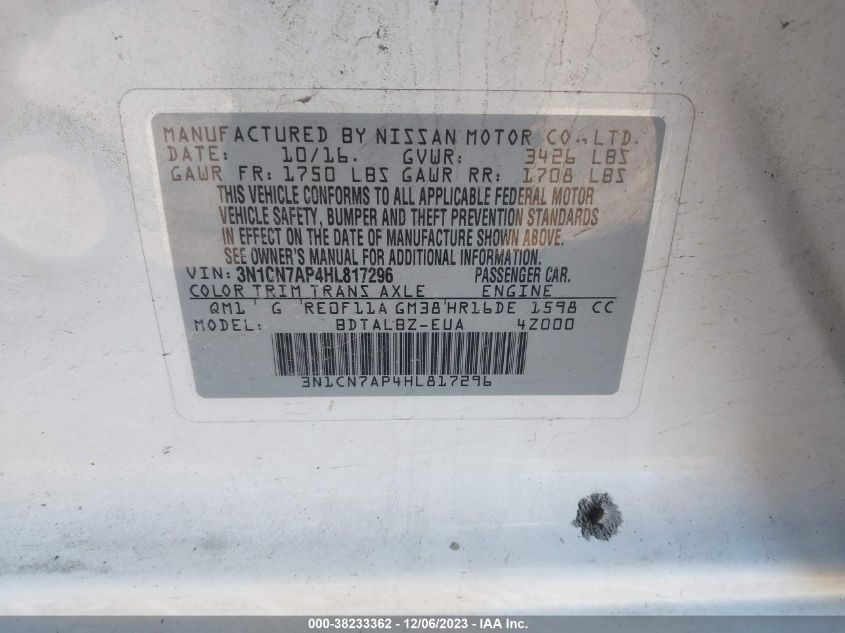 MANUFACTURED BY NISSAN MOTOR CO., LTD.
DATE: 10/16. GVWR: 3426 LBS
GAWR FR: 1750 LBS GAWR RR: 1708 LBS
THIS VEHICLE CONFORMS TO ALL APPLICABLE FEDERAL MOTOR
VEHICLE SAFETY, BUMPER AND THEFT PREVENTION STANDARDS
IN EFFECT ON THE DATE OF MANUFACTURE SHOWN ABOVE.
SEE OWNER'S MANUAL FOR ADDITIONAL INFORMATION.
VIN: 3N1CN7AP4HL817296 PASSENGER CAR.
COLOR TRIM TRANS AXLE ENGINE
QM1 G RE0F11A GM38 HR16DE 1598 CC
MODEL: BDTALBZ-EUA 4Z000
3N1CN7AP4HL817296
000-38233362 - 12/06/2023 - IAA Inc.